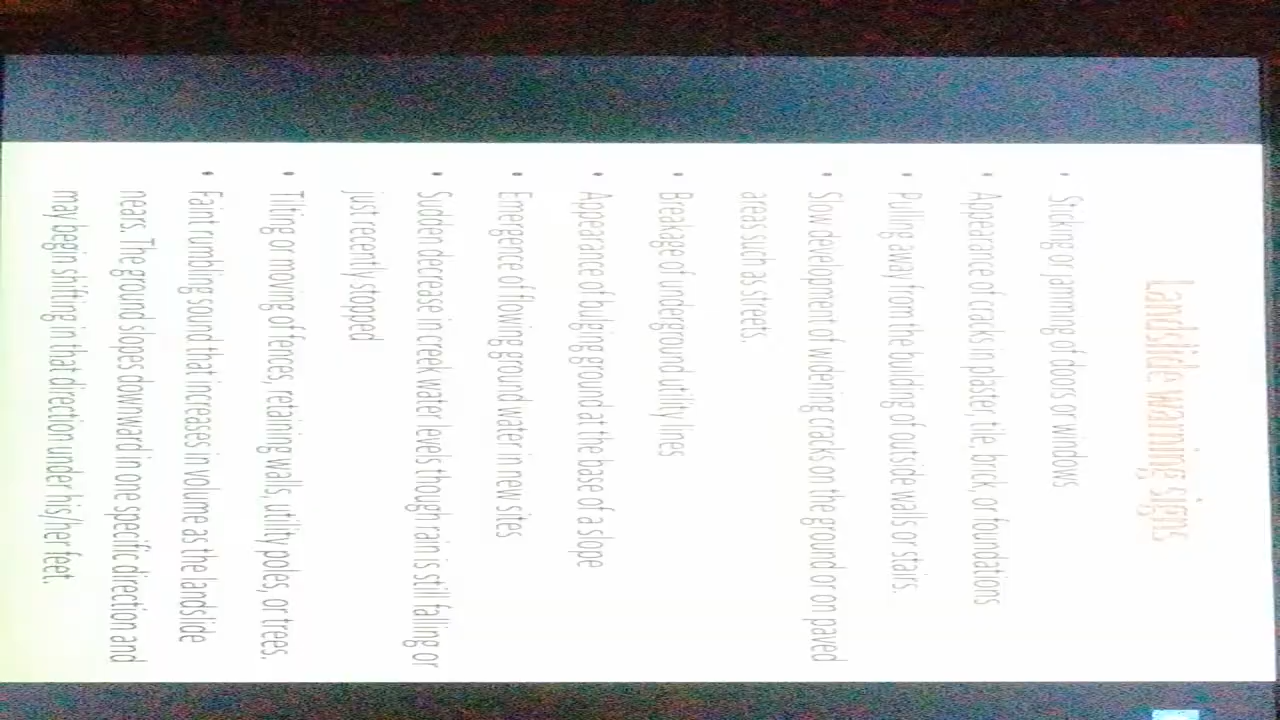 Landslide warning signs
• Sticking or jamming of doors or windows
• Appearance of cracks in plaster, tile, brick, or foundations
• Pulling away from the building of outside walls or stairs.
• Slow development of widening cracks on the ground or on paved
areas such as streets.
• Breakage of underground utility lines
• Appearance of bulging ground at the base of a slope
• Emergence of flowing ground water in new sites
• Sudden decrease in creek water levels though rain is still falling or
just recently stopped
• Tilting or moving of fences, retaining walls, utility poles, or trees.
• Faint rumbling sound that increases in volume as the landslide
nears. The ground slopes downward in one specific direction and
may begin shifting in that direction under his/her feet.